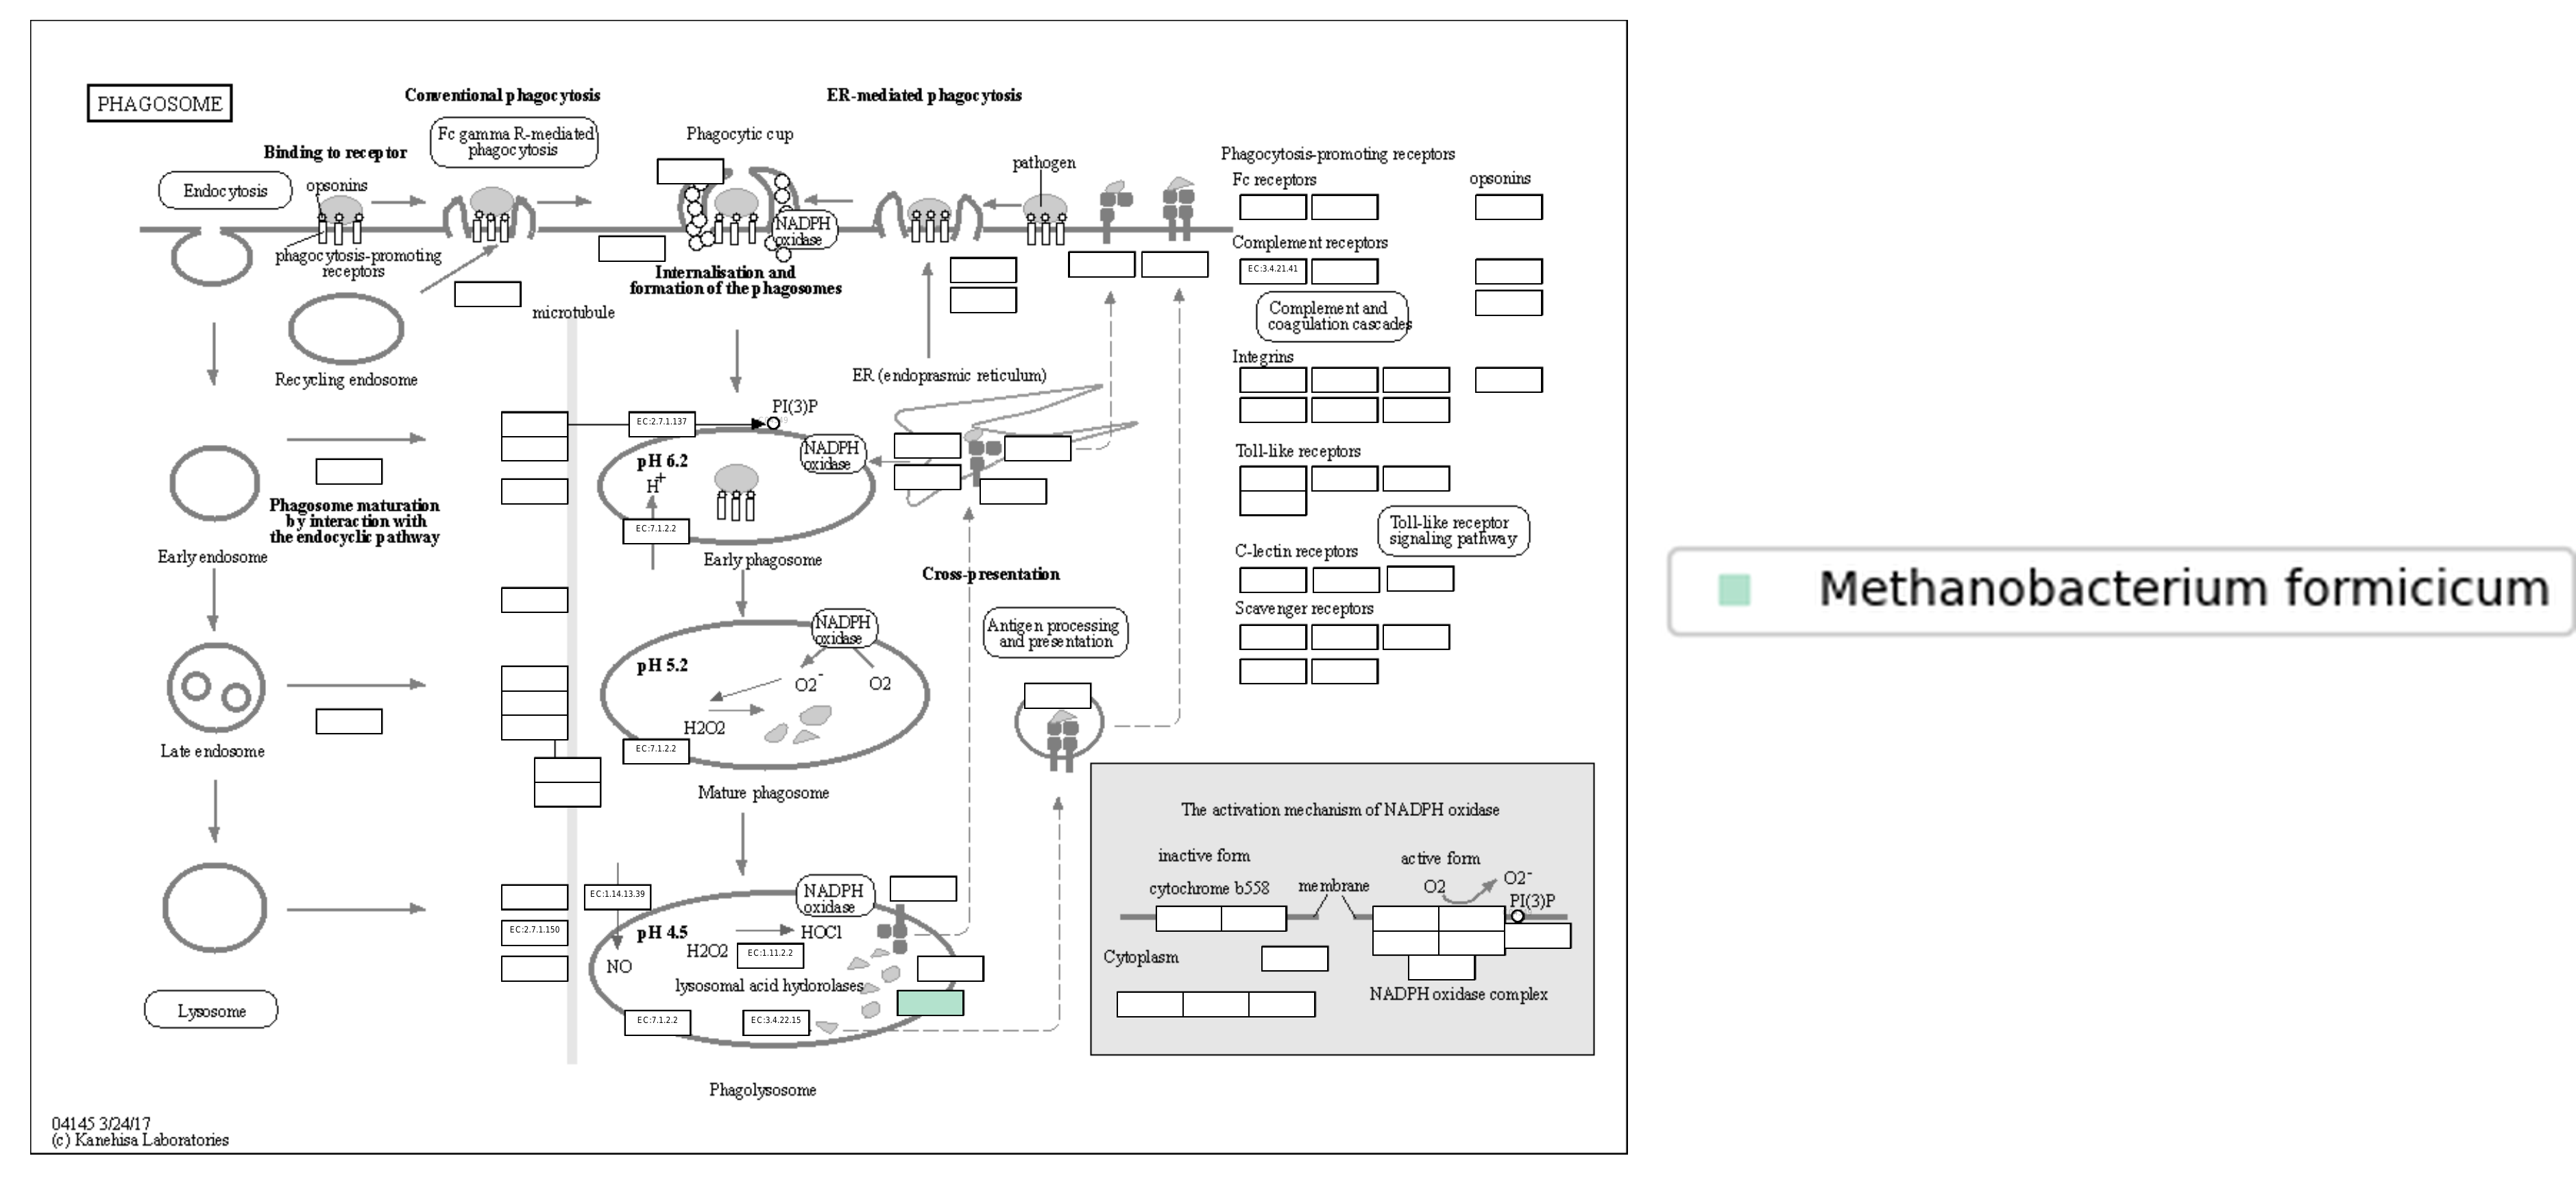 PHAGOSOME
Conventional phagocytosis
ER-mediated phagocytosis
Fc gamma R-mediated
phagocytosis
Phagocytic cup
Binding to receptor
pathogen
Phagocytosis-promoting receptors
Endocytosis
opsonins
Fc receptors
opsonins
NADPH
oxidase
phagocytosis-promoting
receptors
Complement receptors
EC:3.4.21.41
Internalisation and
formation of the phagosomes
Complement and
coagulation cascades
microtubule
Integrins
Recycling endosome
ER (endoprasmic reticulum)
PI(3)P
EC:2.7.1.137
NADPH
oxidase
pH 6.2
H+
Toll-like receptors
Phagosome maturation
by interaction with
the endocyclic pathway
EC:7.1.2.2
Toll-like receptor
signaling pathway
Early endosome
Early phagosome
C-lectin receptors
Cross-presentation
Methanobacterium formicicum
Scavenger receptors
NADPH
oxidase
Antigen processing
and presentation
pH 5.2
O2-
O2
H2O2
EC:7.1.2.2
Late endosome
Mature phagosome
The activation mechanism of NADPH oxidase
inactive form
active form
cytochrome b558
membrane
O2
O2-
PI(3)P
EC:1.14.13.39
NADPH
oxidase
EC:2.7.1.150
pH 4.5
H2O2
HOCl
EC:1.11.2.2
NO
Cytoplasm
lysosomal acid hydorolases
NADPH oxidase complex
Lysosome
EC:7.1.2.2
EC:3.4.22.15
Phagolysosome
04145 3/24/17
(c) Kanehisa Laboratories